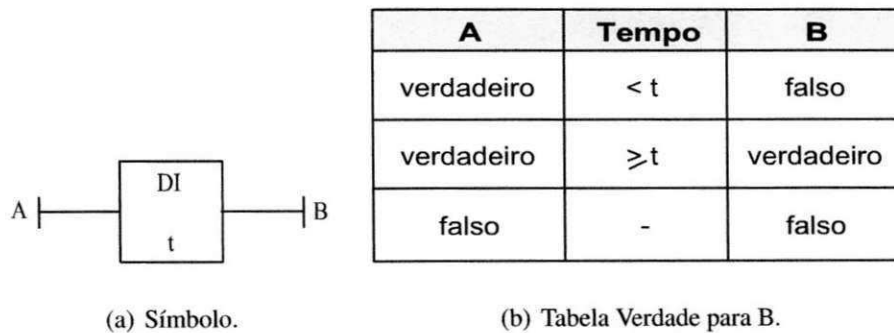 A
DI
t
B
(a) Símbolo.
A Tempo B
verdadeiro < t falso
verdadeiro ⩾ t verdadeiro
falso - falso
(b) Tabela Verdade para B.